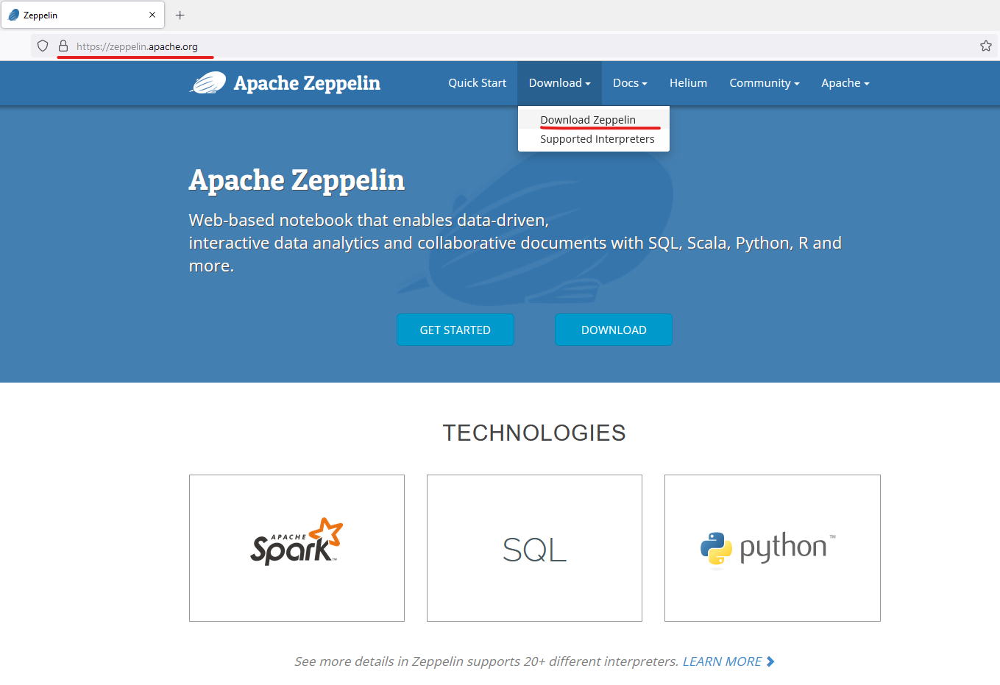 Zeppelin
https://zeppelin.apache.org
Apache Zeppelin
Quick Start
Download
Docs
Helium
Community
Apache
Download Zeppelin
Supported Interpreters
Apache Zeppelin
Web-based notebook that enables data-driven,
interactive data analytics and collaborative documents with SQL, Scala, Python, R and
more.
GET STARTED
DOWNLOAD
TECHNOLOGIES
APACHE
Spark™
SQL
python™
See more details in Zeppelin supports 20+ different interpreters. LEARN MORE